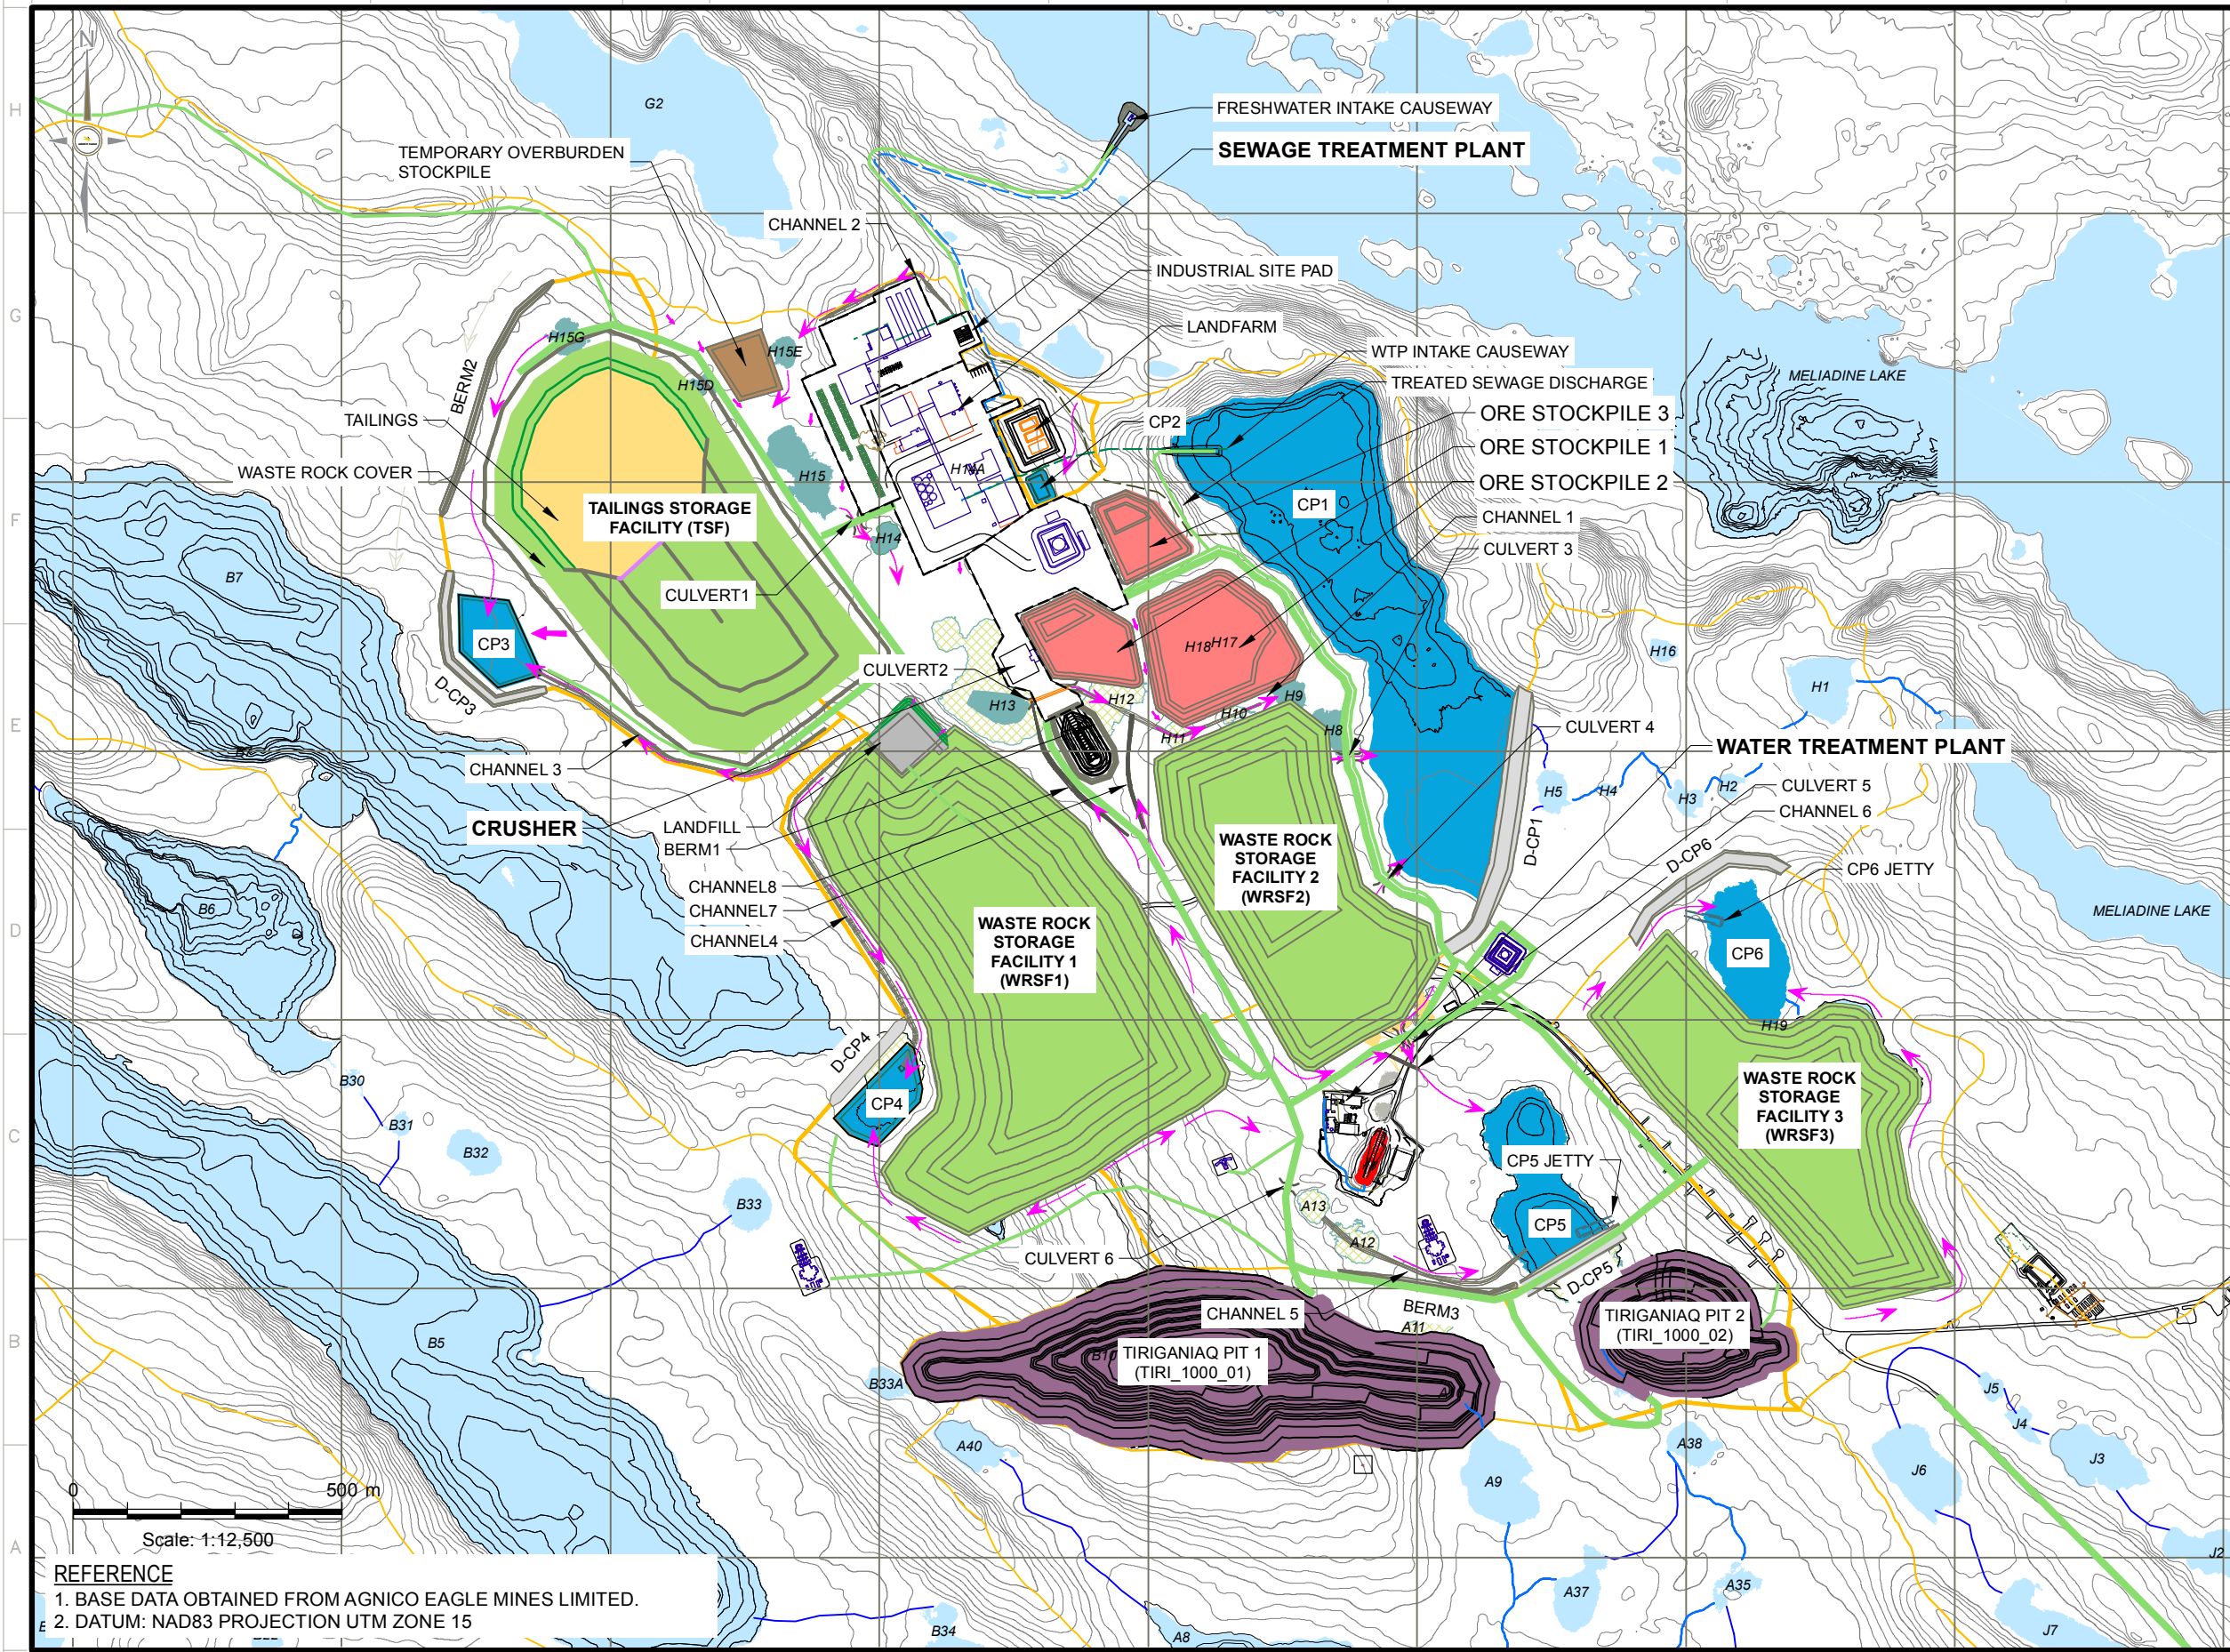 N
H
G
F
E
D
C
B
A
G2
FRESHWATER INTAKE CAUSEWAY
SEWAGE TREATMENT PLANT
TEMPORARY OVERBURDEN
STOCKPILE
CHANNEL 2
INDUSTRIAL SITE PAD
LANDFARM
WTP INTAKE CAUSEWAY
TREATED SEWAGE DISCHARGE
ORE STOCKPILE 3
ORE STOCKPILE 1
ORE STOCKPILE 2
CHANNEL 1
CULVERT 3
MELIADINE LAKE
H15G
H15E
H15D
BERM2
TAILINGS
WASTE ROCK COVER
TAILINGS STORAGE
FACILITY (TSF)
H15
H14A
H14
CP2
CP1
CULVERT1
B7
CP3
D-CP3
CULVERT2
H18
H17
H13
H12
H11
H10
H9
H8
H16
H1
CULVERT 4
WATER TREATMENT PLANT
CULVERT 5
CHANNEL 6
H5
H4
H3
H2
CHANNEL 3
CRUSHER
LANDFILL
BERM1
CHANNEL8
CHANNEL7
CHANNEL4
WASTE ROCK
STORAGE
FACILITY 2
(WRSF2)
D-CP1
D-CP6
CP6 JETTY
CP6
MELIADINE LAKE
B6
WASTE ROCK
STORAGE
FACILITY 1
(WRSF1)
H19
D-CP4
CP4
B30
B31
B32
B33
WASTE ROCK
STORAGE
FACILITY 3
(WRSF3)
CP5 JETTY
CP5
A13
A12
CULVERT 6
CHANNEL 5
D-CP5
BERM3
A11
TIRIGANIAQ PIT 2
(TIRI_1000_02)
TIRIGANIAQ PIT 1
(TIRI_1000_01)
B5
B33A
A40
A9
A38
J5
J4
J3
J6
J2
0
500 m
Scale: 1:12,500
REFERENCE
1. BASE DATA OBTAINED FROM AGNICO EAGLE MINES LIMITED.
2. DATUM: NAD83 PROJECTION UTM ZONE 15
A37
A35
B34
A8
J7